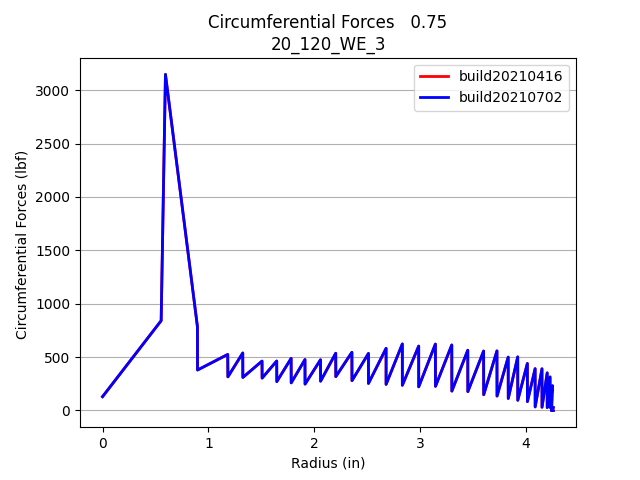 Circumferential Forces   0.75
20_120_WE_3
build20210416
build20210702
Circumferential Forces (lbf)
3000
2500
2000
1500
1000
500
0
0 1 2 3 4
Radius (in)